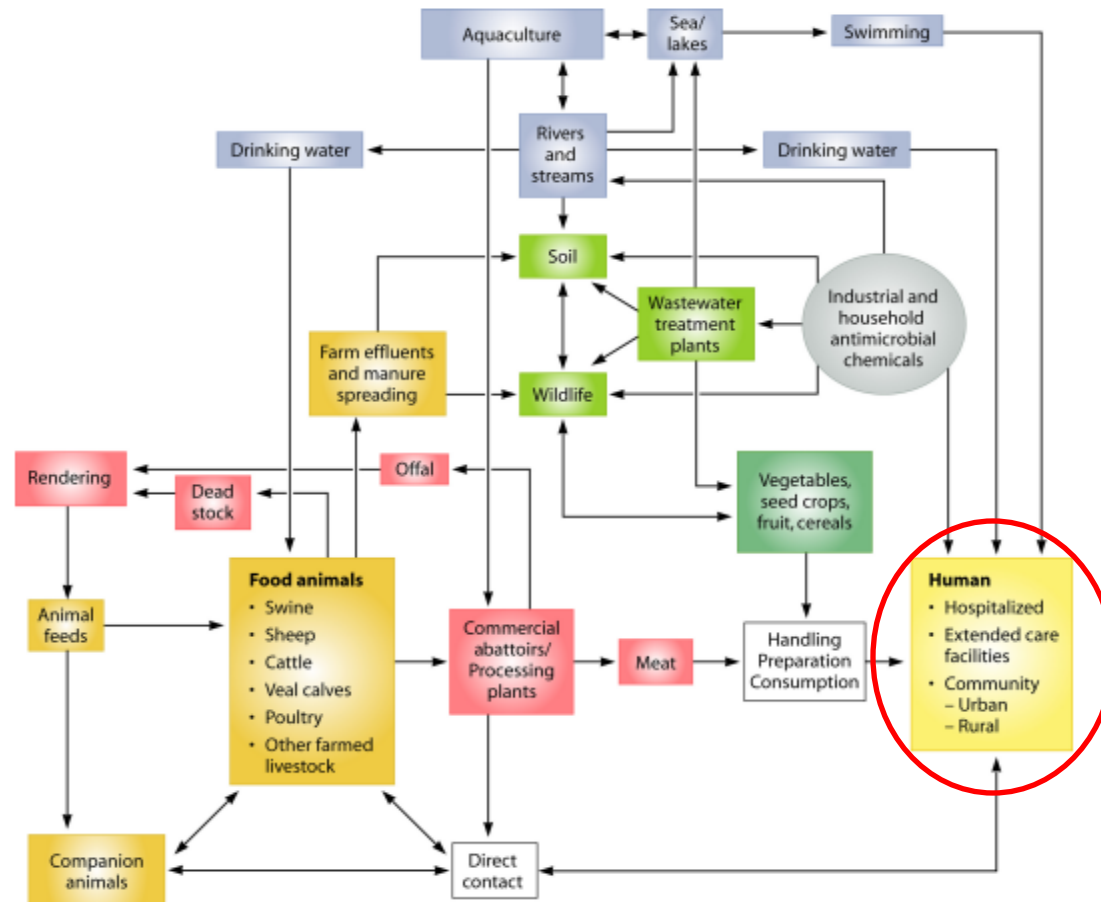 Aquaculture
Sea/
lakes
Swimming
Drinking water
Rivers
and
streams
Drinking water
Soil
Wastewater
treatment
plants
Industrial and
household
antimicrobial
chemicals
Farm effluents
and manure
spreading
Wildlife
Rendering
Offal
Dead
stock
Vegetables,
seed crops,
fruit, cereals
Animal
feeds
Food animals
• Swine
• Sheep
• Cattle
• Veal calves
• Poultry
• Other farmed
livestock
Commercial
abattoirs/
Processing
plants
Meat
Handling
Preparation
Consumption
Human
• Hospitalized
• Extended care
facilities
• Community
– Urban
– Rural
Companion
animals
Direct
contact